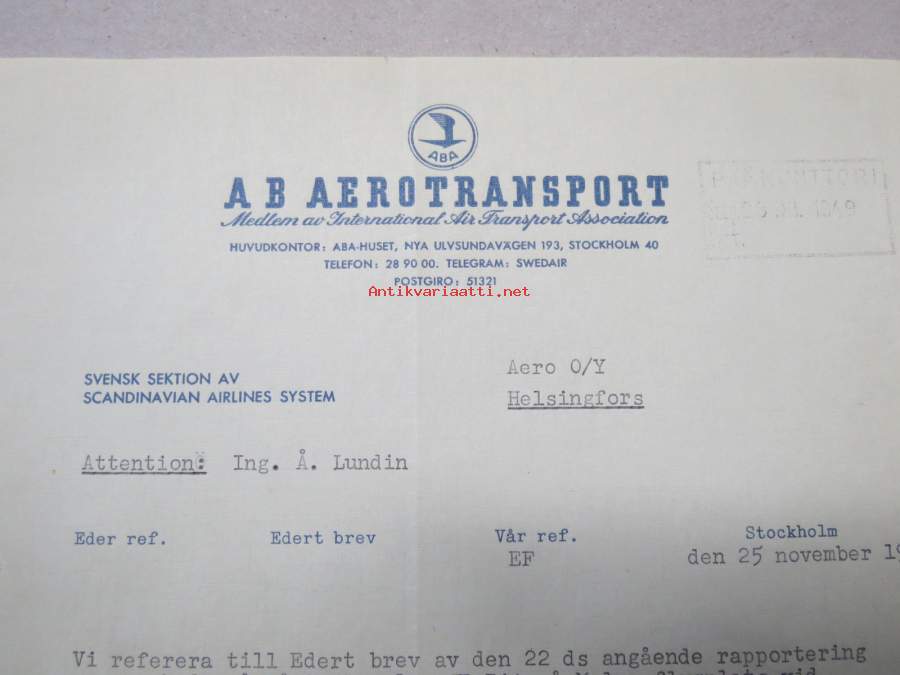 ABA
AB AEROTRANSPORT
Medlem av International Air Transport Association
HUVUDKONTOR: ABA-HUSET, NYA ULVSUNDAVÄGEN 193, STOCKHOLM 40
TELEFON: 28 90 00. TELEGRAM: SWEDAIR
POSTGIRO: 51321
Antikvariaatti.net
1949
SVENSK SEKTION AV
SCANDINAVIAN AIRLINES SYSTEM
Aero O/Y
Helsingfors
Attention: Ing. Å. Lundin
Eder ref. Edert brev Vår ref. Stockholm
EF den 25 november 19
Vi referera till Edert brev av den 22 ds angående rapportering